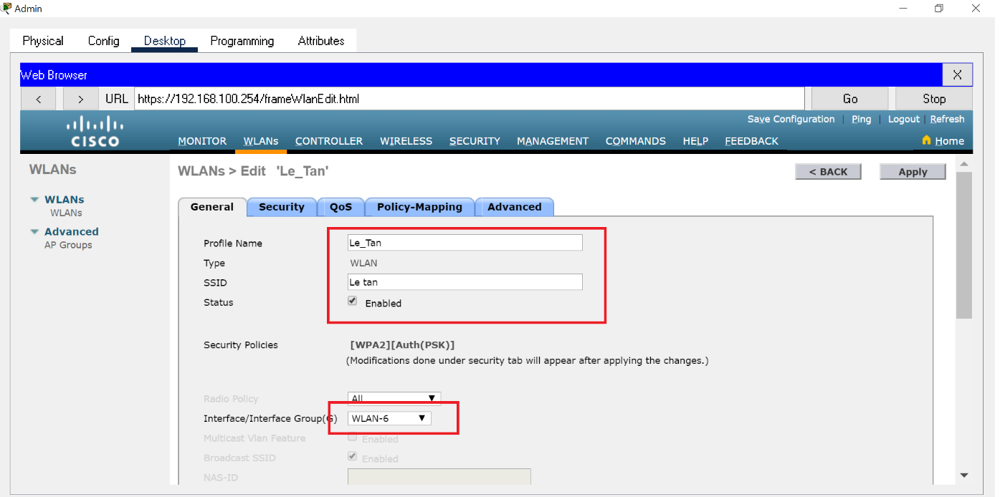 Admin
Physical Config Desktop Programming Attributes
Web Browser X
< > URL https://192.168.100.254/frameWlanEdit.html Go Stop
Save Configuration | Ping | Logout | Refresh
CISCO
MONITOR WLANs CONTROLLER WIRELESS SECURITY MANAGEMENT COMMANDS HELP FEEDBACK Home
WLANs
WLANs > Edit 'Le_Tan' < BACK Apply
WLANs
WLANs
Advanced
AP Groups
General Security QoS Policy-Mapping Advanced
Profile Name Le_Tan
Type WLAN
SSID Le tan
Status Enabled
Security Policies [WPA2][Auth(PSK)]
(Modifications done under security tab will appear after applying the changes.)
Radio Policy All
Interface/Interface Group(G) WLAN-6
Multicast Vlan Feature Enabled
Broadcast SSID Enabled
NAS-ID